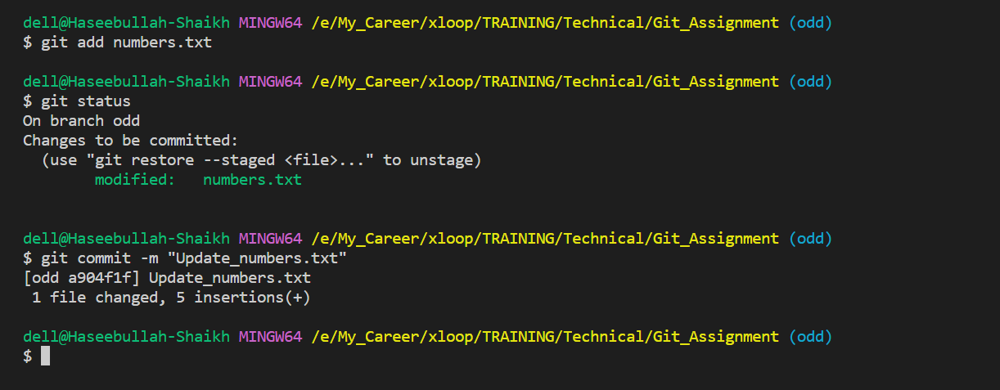 dell@Haseebullah-Shaikh MINGW64 /e/My_Career/xloop/TRAINING/Technical/Git_Assignment (odd)
$ git add numbers.txt
dell@Haseebullah-Shaikh MINGW64 /e/My_Career/xloop/TRAINING/Technical/Git_Assignment (odd)
$ git status
On branch odd
Changes to be committed:
  (use "git restore --staged <file>..." to unstage)
        modified:   numbers.txt
dell@Haseebullah-Shaikh MINGW64 /e/My_Career/xloop/TRAINING/Technical/Git_Assignment (odd)
$ git commit -m "Update_numbers.txt"
[odd a904f1f] Update_numbers.txt
 1 file changed, 5 insertions(+)
dell@Haseebullah-Shaikh MINGW64 /e/My_Career/xloop/TRAINING/Technical/Git_Assignment (odd)
$